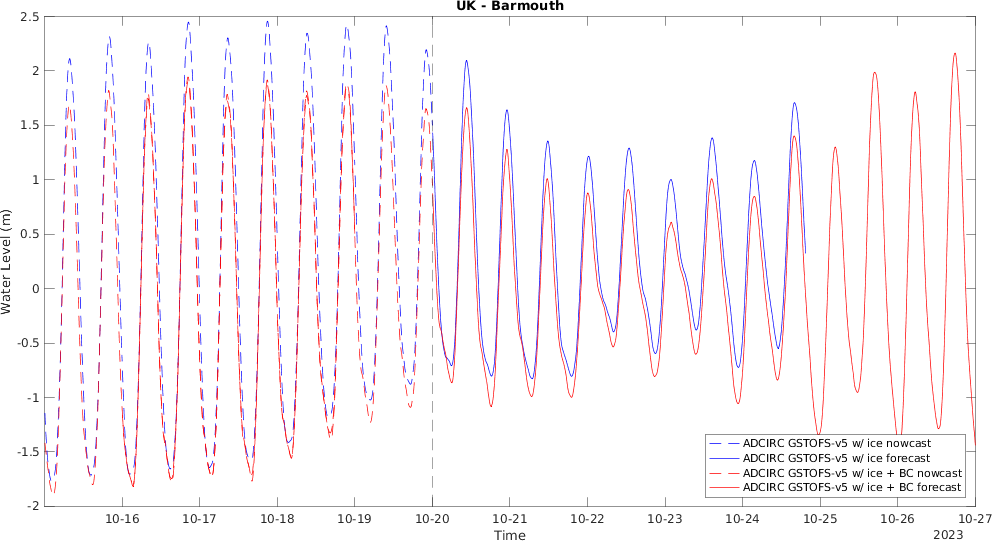 UK - Barmouth
2.5
2
1.5
1
0.5
0
-0.5
-1
-1.5
-2
Water Level (m)
ADCIRC GSTOFS-v5 w/ ice nowcast
ADCIRC GSTOFS-v5 w/ ice forecast
ADCIRC GSTOFS-v5 w/ ice + BC nowcast
ADCIRC GSTOFS-v5 w/ ice + BC forecast
10-16 10-17 10-18 10-19 10-20 10-21 10-22 10-23 10-24 10-25 10-26 10-27
Time
2023